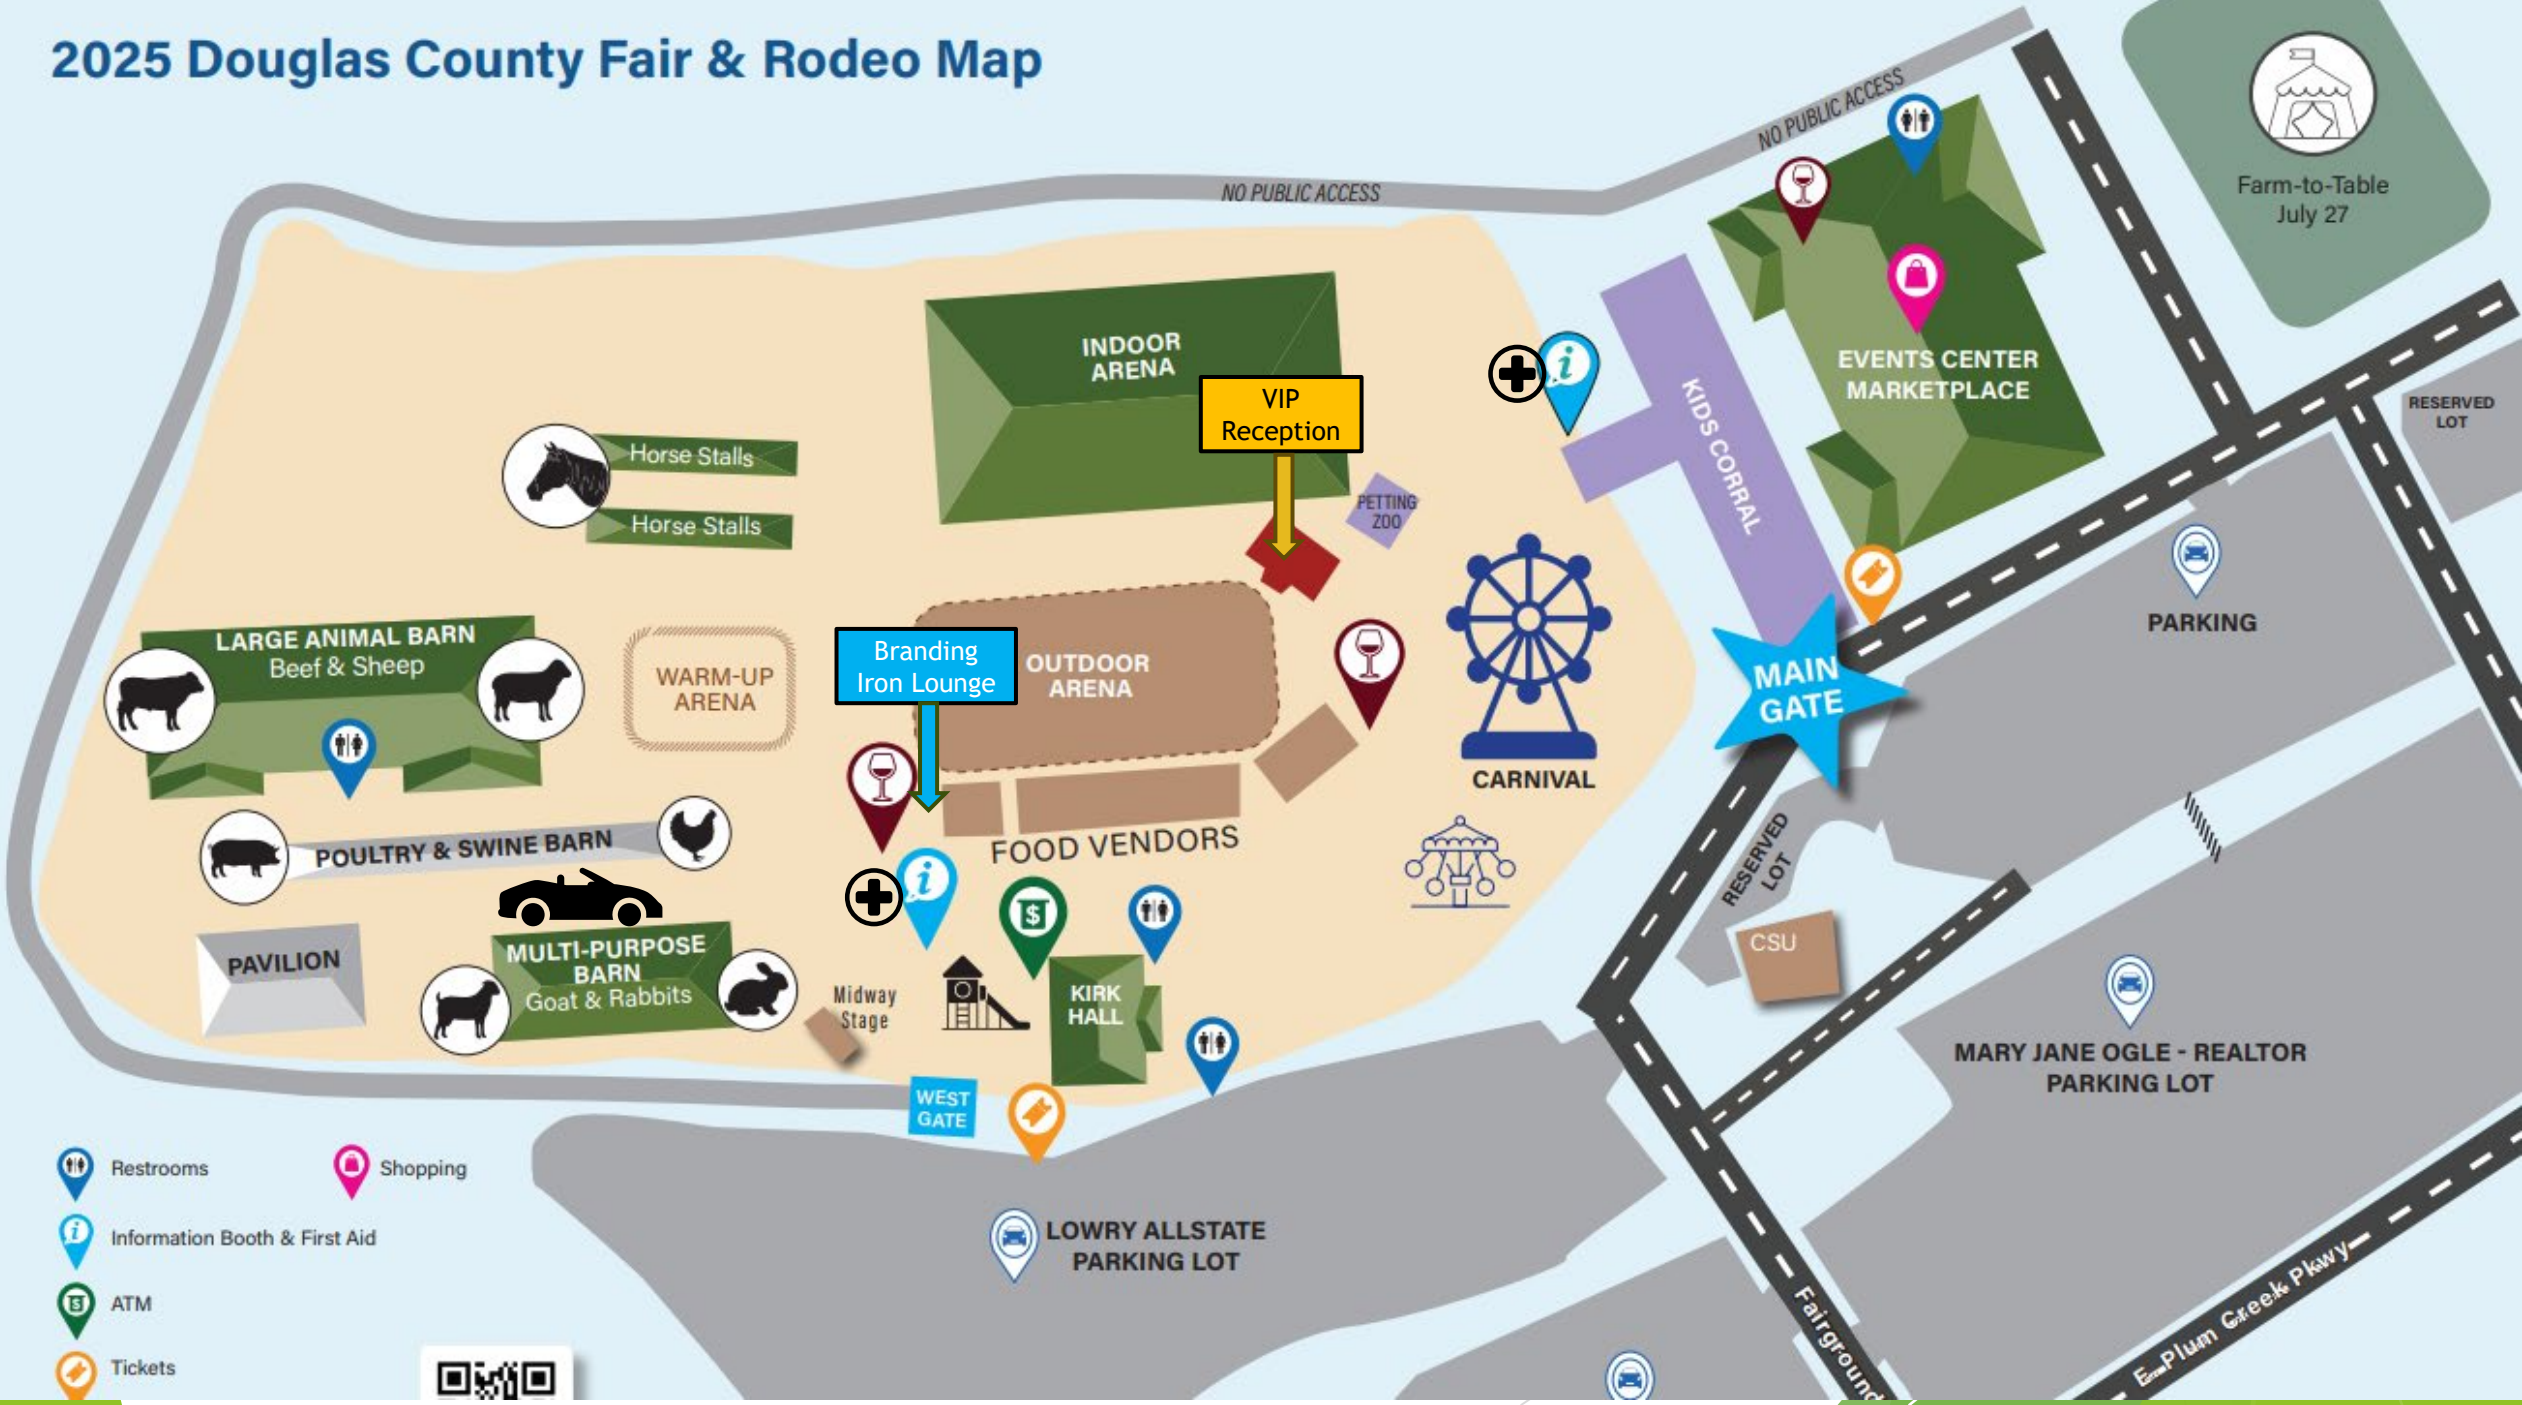 2025 Douglas County Fair & Rodeo Map
NO PUBLIC ACCESS
NO PUBLIC ACCESS
Farm-to-Table
July 27
INDOOR
ARENA
VIP
Reception
EVENTS CENTER
MARKETPLACE
KIDS CORRAL
RESERVED
LOT
Horse Stalls
Horse Stalls
PETTING
ZOO
PARKING
LARGE ANIMAL BARN
Beef & Sheep
WARM-UP
ARENA
Branding
Iron Lounge
OUTDOOR
ARENA
MAIN
GATE
CARNIVAL
POULTRY & SWINE BARN
FOOD VENDORS
RESERVED
LOT
CSU
PAVILION
MULTI-PURPOSE
BARN
Goat & Rabbits
Midway
Stage
KIRK
HALL
MARY JANE OGLE - REALTOR
PARKING LOT
WEST
GATE
Restrooms
Shopping
Information Booth & First Aid
ATM
Tickets
LOWRY ALLSTATE
PARKING LOT
Fairground
E Plum Creek Pkwy